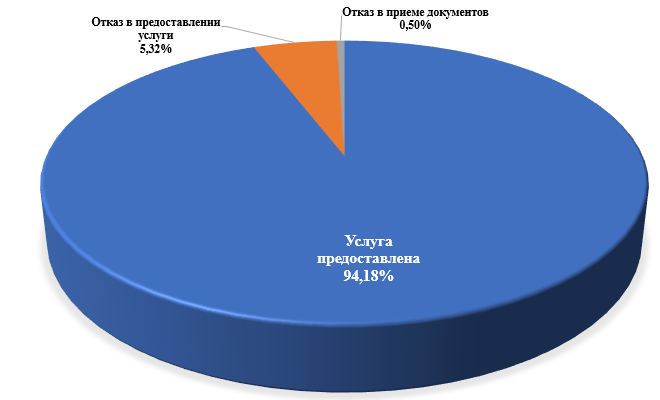 Отказ в предоставлении
услуги
5,32%
Отказ в приеме документов
0,50%
Услуга
предоставлена
94,18%